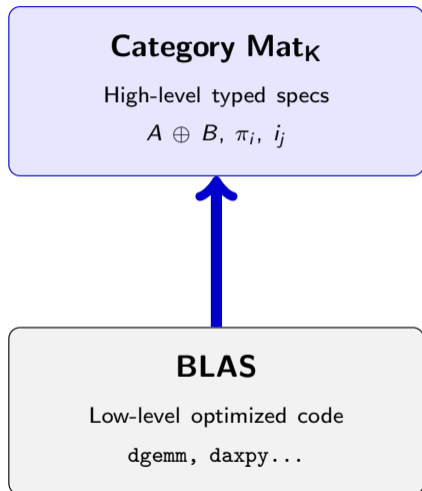 Category Mat_K
High-level typed specs
A ⊕ B, π_i, i_j
BLAS
Low-level optimized code
dgemm, daxpy...